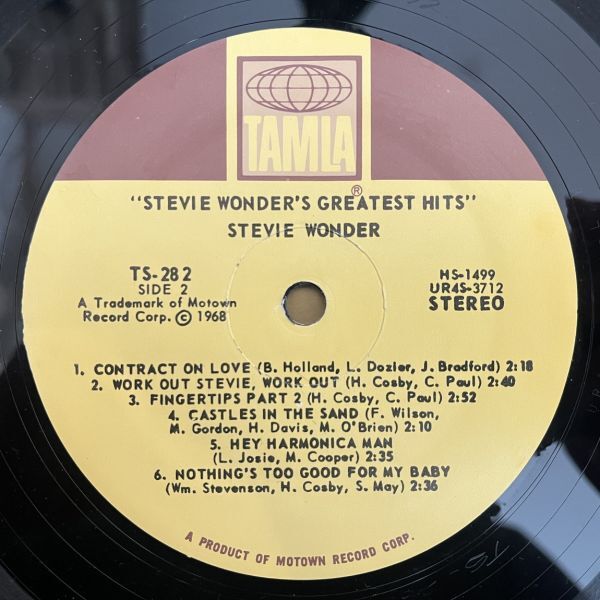 TAMLA
®
"STEVIE WONDER'S GREATEST HITS"
STEVIE WONDER
TS-282
SIDE 2
A Trademark of Motown
Record Corp. © 1968
HS-1499
UR4S-3712
STEREO
1. CONTRACT ON LOVE (B. Holland, L. Dozier, J. Bradford) 2:18
2. WORK OUT STEVIE, WORK OUT (H. Cosby, C. Paul) 2:40
3. FINGERTIPS PART 2 (H. Cosby, C. Paul) 2:52
4. CASTLES IN THE SAND (F. Wilson,
M. Gordon, H. Davis, M. O'Brien) 2:10
5. HEY HARMONICA MAN
(L. Josie, M. Cooper) 2:35
6. NOTHING'S TOO GOOD FOR MY BABY
(Wm. Stevenson, H. Cosby, S. May) 2:36
A PRODUCT OF MOTOWN RECORD CORP.